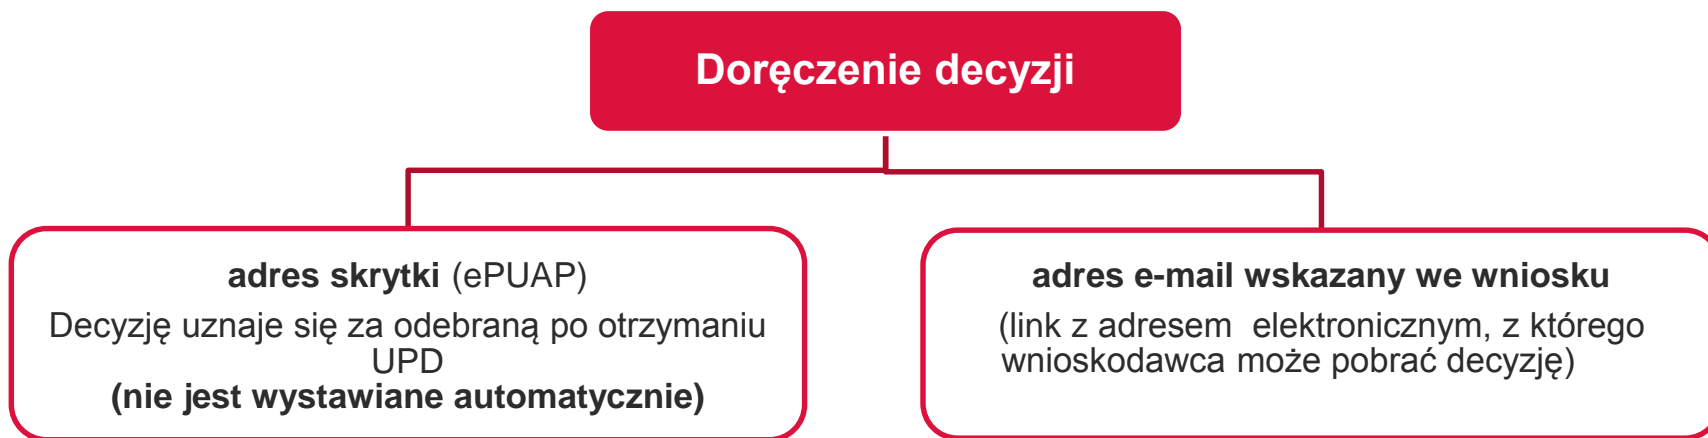 Doręczenie decyzji
adres skrytki (ePUAP)
Decyzję uznaje się za odebraną po otrzymaniu
UPD
(nie jest wystawiane automatycznie)
adres e-mail wskazany we wniosku
(link z adresem elektronicznym, z którego
wnioskodawca może pobrać decyzję)